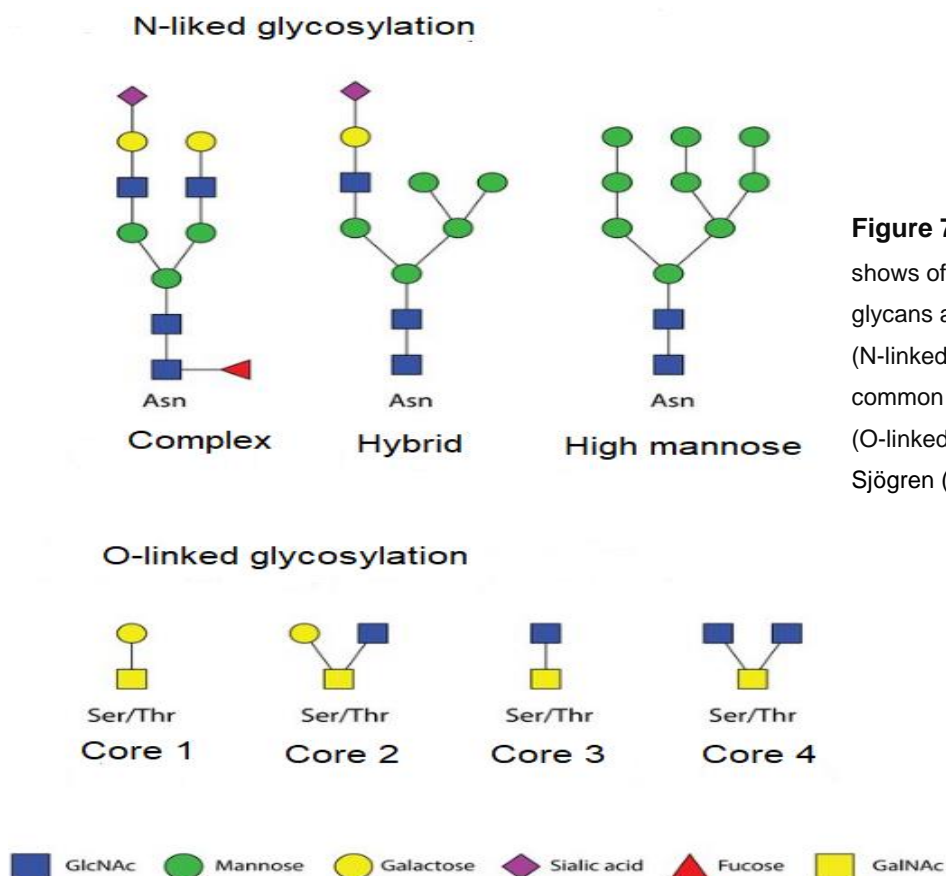 N-liked glycosylation
Asn Asn Asn
Complex Hybrid High mannose
Figure 7
shows of
glycans a
(N-linked
common
(O-linked
Sjögren (
O-linked glycosylation
Ser/Thr Ser/Thr Ser/Thr Ser/Thr
Core 1 Core 2 Core 3 Core 4
GlcNAc Mannose Galactose Sialic acid Fucose GalNAc